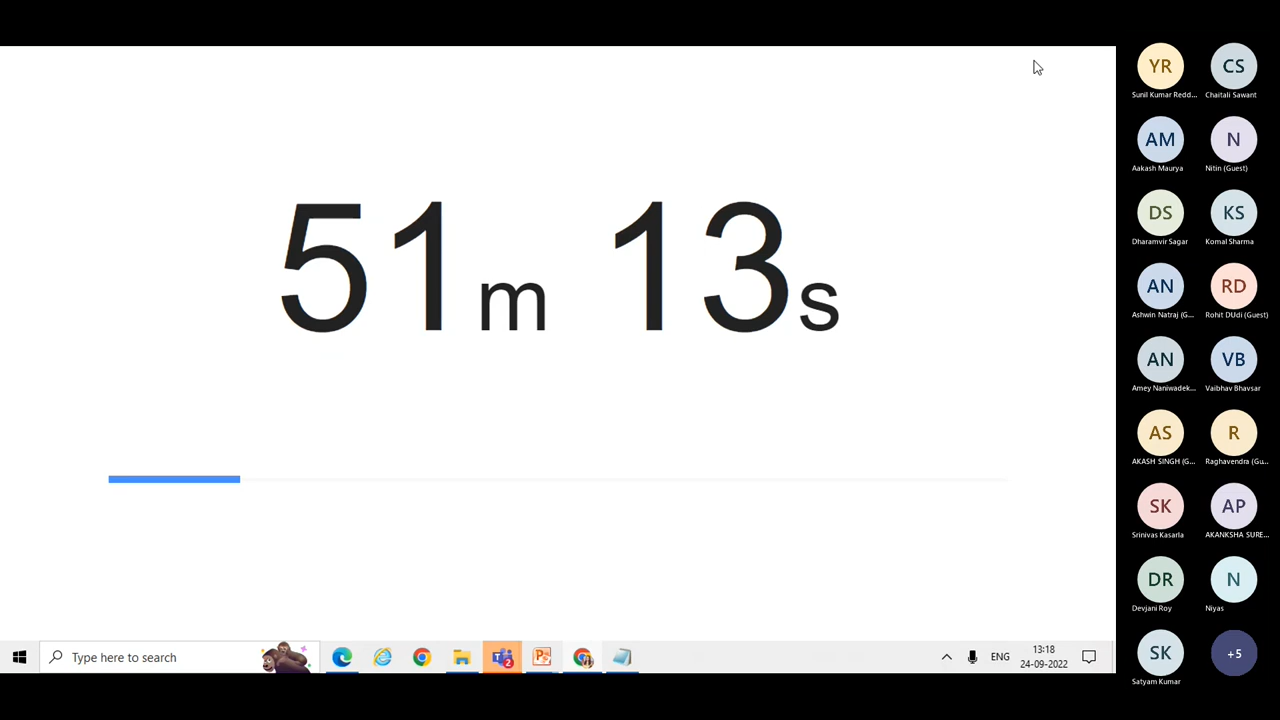 51m 13s
YR CS
Sunil Kumar Redd... Chaitali Sawant
AM N
Aakash Maurya Nitin (Guest)
DS KS
Dharamvir Sagar Komal Sharma
AN RD
Ashwin Natraj (G... Rohit DUdi (Guest)
AN VB
Amey Naniwadek... Vaibhav Bhavsar
AS R
AKASH SINGH (G... Raghavendra (Gu...
SK AP
Srinivas Kasarla AKANKSHA SURE...
DR N
Devjani Roy Niyas
SK +5
Satyam Kumar
Type here to search
2
ENG
13:18
24-09-2022